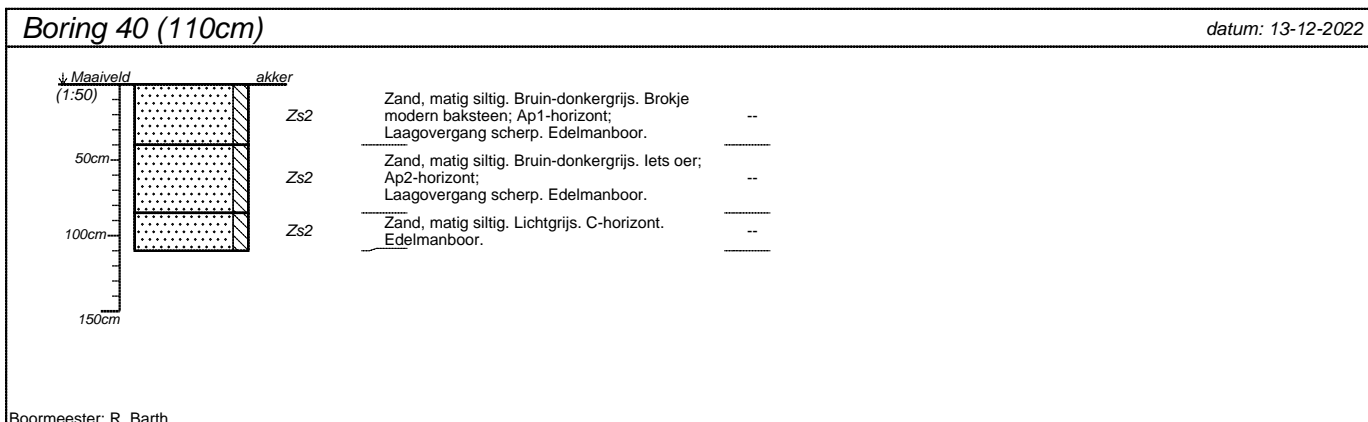 Boring 40 (110cm)
datum: 13-12-2022
Maaiveld
akker
(1:50)
Zs2
Zand, matig siltig. Bruin-donkergrijs. Brokje
modern baksteen; Ap1-horizont;
Laagovergang scherp. Edelmanboor.
--
50cm
Zs2
Zand, matig siltig. Bruin-donkergrijs. Iets oer;
Ap2-horizont;
Laagovergang scherp. Edelmanboor.
--
100cm
Zs2
Zand, matig siltig. Lichtgrijs. C-horizont.
Edelmanboor.
--
150cm
Boormeester: R. Barth